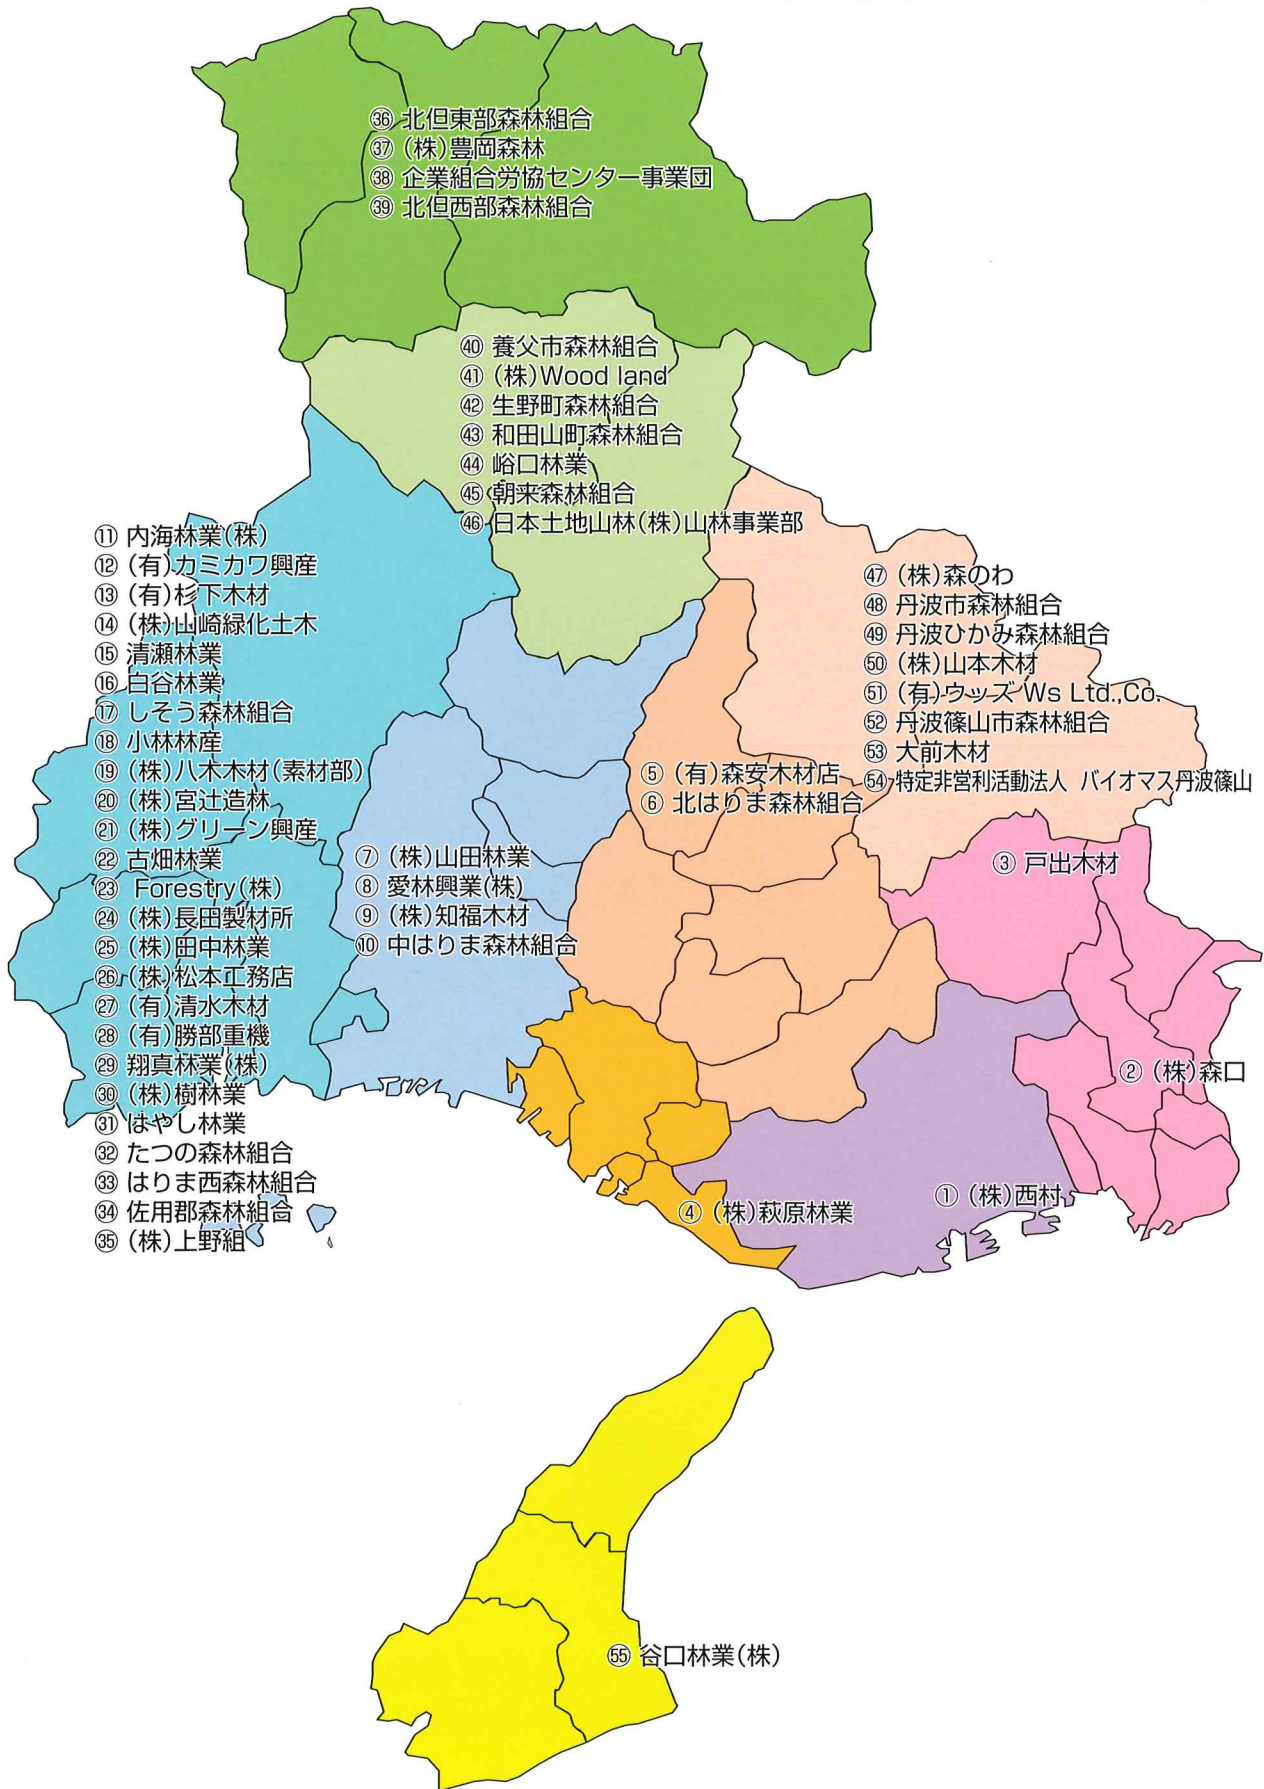 ㊱ 北但東部森林組合
㊲ (株)豊岡森林
㊳ 企業組合労協センター事業団
㊴ 北但西部森林組合
㊵ 養父市森林組合
㊶ (株)Wood land
㊷ 生野町森林組合
㊸ 和田山町森林組合
㊹ 峪口林業
㊺ 朝来森林組合
㊻ 日本土地山林(株)山林事業部
⑪ 内海林業(株)
⑫ (有)カミカワ興産
⑬ (有)杉下木材
⑭ (株)山崎緑化土木
⑮ 清瀬林業
⑯ 白谷林業
⑰ しそう森林組合
⑱ 小林林産
⑲ (株)八木木材(素材部)
⑳ (株)宮辻造林
㉑ (株)グリーン興産
㉒ 古畑林業
㉓ Forestry(株)
㉔ (株)長田製材所
㉕ (株)田中林業
㉖ (株)松本工務店
㉗ (有)清水木材
㉘ (有)勝部重機
㉙ 翔真林業(株)
㉚ (株)樹林業
㉛ はやし林業
㉜ たつの森林組合
㉝ はりま西森林組合
㉞ 佐用郡森林組合
㉟ (株)上野組
㊼ (株)森のわ
㊽ 丹波市森林組合
㊾ 丹波ひかみ森林組合
㊿ (株)山本木材
51 (有)ウッズ Ws Ltd.,Co.
52 丹波篠山市森林組合
53 大前木材
54 特定非営利活動法人 バイオマス丹波篠山
⑤ (有)森安木材店
⑥ 北はりま森林組合
⑦ (株)山田林業
⑧ 愛林興業(株)
⑨ (株)知福木材
⑩ 中はりま森林組合
③ 戸出木材
② (株)森口
① (株)西村
④ (株)萩原林業
55 谷口林業(株)